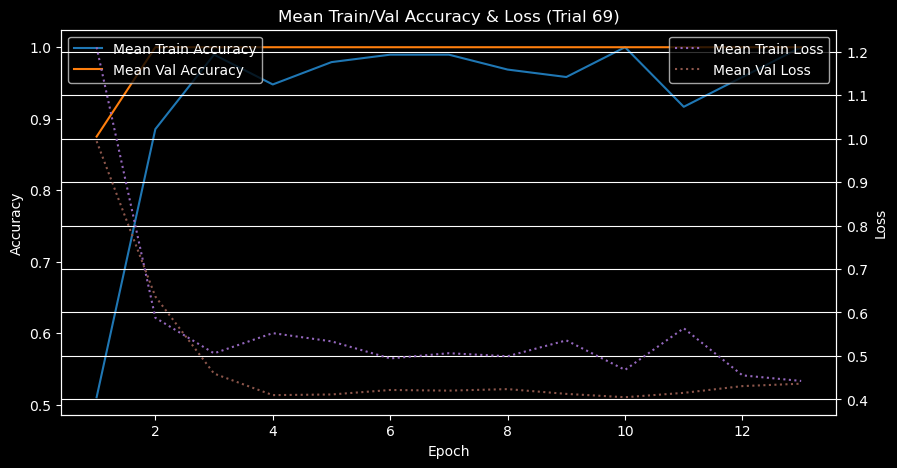 Mean Train/Val Accuracy & Loss (Trial 69)
Mean Train Accuracy
Mean Val Accuracy
Mean Train Loss
Mean Val Loss
1.0
0.9
0.8
0.7
0.6
0.5
Accuracy
1.2
1.1
1.0
0.9
0.8
0.7
0.6
0.5
0.4
Loss
2
4
6
8
10
12
Epoch